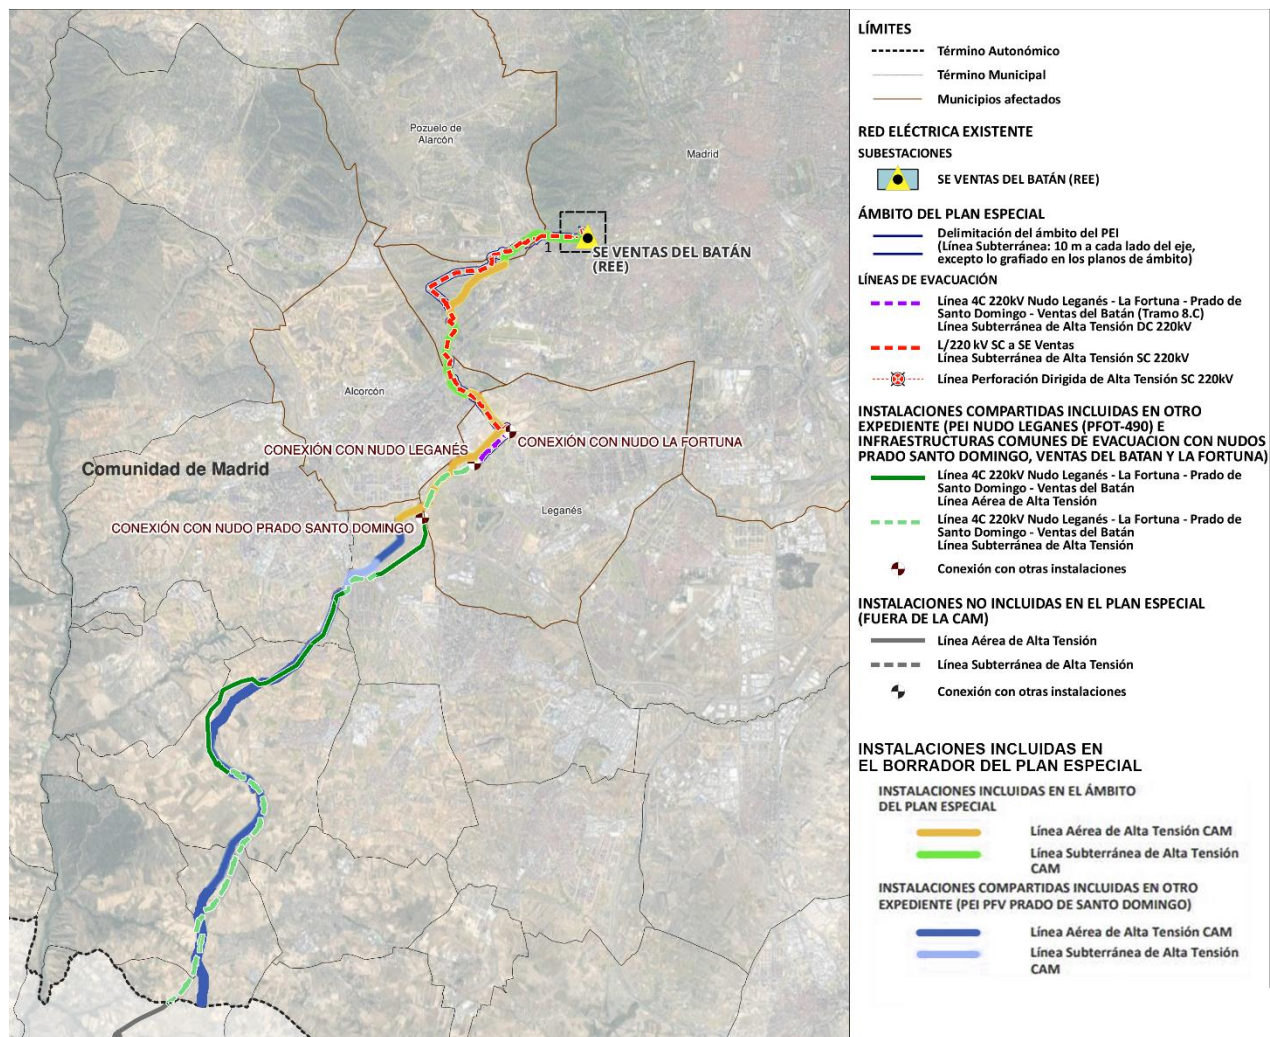 Pozuelo de
Alarcón
Madrid
1
SE VENTAS DEL BATÁN
(REE)
Alcorcón
CONEXIÓN CON NUDO LEGANÉS
CONEXIÓN CON NUDO LA FORTUNA
Comunidad de Madrid
Leganés
CONEXIÓN CON NUDO PRADO SANTO DOMINGO
LÍMITES
Término Autonómico
Término Municipal
Municipios afectados
RED ELÉCTRICA EXISTENTE
SUBESTACIONES
SE VENTAS DEL BATÁN (REE)
ÁMBITO DEL PLAN ESPECIAL
Delimitación del ámbito del PEI
(Línea Subterránea: 10 m a cada lado del eje,
excepto lo grafiado en los planos de ámbito)
LÍNEAS DE EVACUACIÓN
Línea 4C 220kV Nudo Leganés - La Fortuna - Prado de
Santo Domingo - Ventas del Batán (Tramo 8.C)
Línea Subterránea de Alta Tensión DC 220kV
L/220 kV SC a SE Ventas
Línea Subterránea de Alta Tensión SC 220kV
Línea Perforación Dirigida de Alta Tensión SC 220kV
INSTALACIONES COMPARTIDAS INCLUIDAS EN OTRO
EXPEDIENTE (PEI NUDO LEGANES (PFOT-490) E
INFRAESTRUCTURAS COMUNES DE EVACUACION CON NUDOS
PRADO SANTO DOMINGO, VENTAS DEL BATAN Y LA FORTUNA)
Línea 4C 220kV Nudo Leganés - La Fortuna - Prado de
Santo Domingo - Ventas del Batán
Línea Aérea de Alta Tensión
Línea 4C 220kV Nudo Leganés - La Fortuna - Prado de
Santo Domingo - Ventas del Batán
Línea Subterránea de Alta Tensión
Conexión con otras instalaciones
INSTALACIONES NO INCLUIDAS EN EL PLAN ESPECIAL
(FUERA DE LA CAM)
Línea Aérea de Alta Tensión
Línea Subterránea de Alta Tensión
Conexión con otras instalaciones
INSTALACIONES INCLUIDAS EN
EL BORRADOR DEL PLAN ESPECIAL
INSTALACIONES INCLUIDAS EN EL ÁMBITO
DEL PLAN ESPECIAL
Línea Aérea de Alta Tensión CAM
Línea Subterránea de Alta Tensión
CAM
INSTALACIONES COMPARTIDAS INCLUIDAS EN OTRO
EXPEDIENTE (PEI PFV PRADO DE SANTO DOMINGO)
Línea Aérea de Alta Tensión CAM
Línea Subterránea de Alta Tensión
CAM